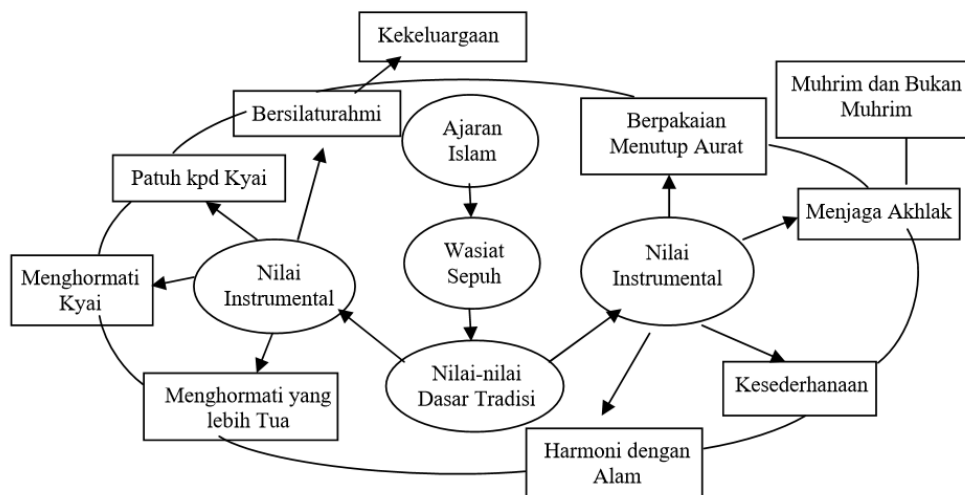 Kekeluargaan
Bersilaturahmi
Ajaran
Islam
Berpakaian
Menutup Aurat
Muhrim dan Bukan
Muhrim
Patuh kpd Kyai
Menjaga Akhlak
Menghormati
Kyai
Nilai
Instrumental
Wasiat
Sepuh
Nilai
Instrumental
Menghormati yang
lebih Tua
Nilai-nilai
Dasar Tradisi
Kesederhanaan
Harmoni dengan
Alam